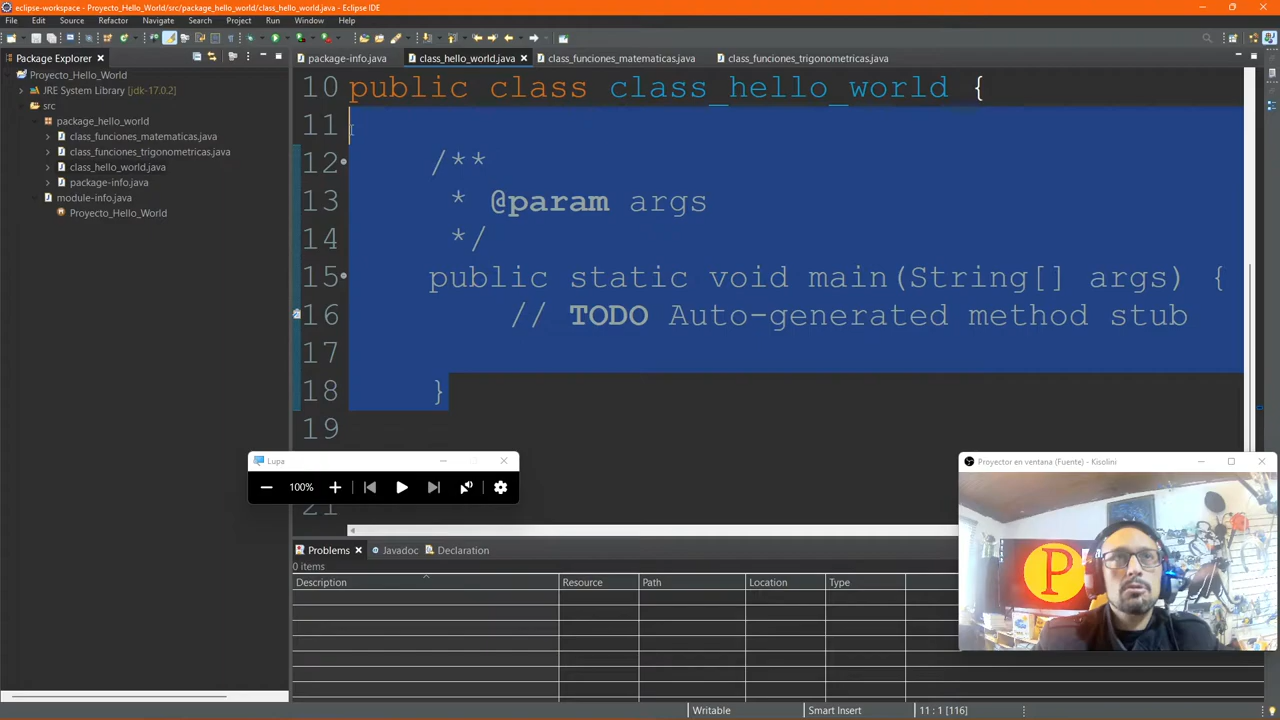 eclipse-workspace - Proyecto_Hello_World/src/package_hello_world/class_hello_world.java - Eclipse IDE
File Edit Source Refactor Navigate Search Project Run Window Help
Package Explorer
package-info.java class_hello_world.java class_funciones_matematicas.java class_funciones_trigonometricas.java
Proyecto_Hello_World
JRE System Library [jdk-17.0.2]
src
package_hello_world
class_funciones_matematicas.java
class_funciones_trigonometricas.java
class_hello_world.java
package-info.java
module-info.java
Proyecto_Hello_World
10 public class class_hello_world {
11
12 /**
13 * @param args
14 */
15 public static void main(String[] args) {
16 // TODO Auto-generated method stub
17
18 }
19
21
Lupa
100%
Proyector en ventana (Fuente) - Kisolini
P
Problems Javadoc Declaration
0 items
Description Resource Path Location Type
Writable Smart Insert 11 : 1 [116]